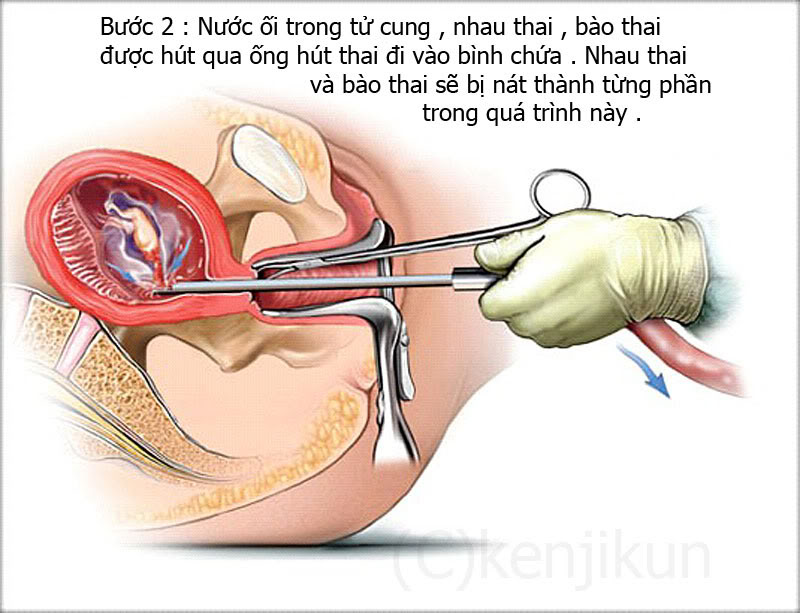 Bước 2 : Nước ối trong tử cung , nhau thai , bào thai
được hút qua ống hút thai đi vào bình chứa . Nhau thai
và bào thai sẽ bị nát thành từng phần
trong quá trình này .
(C)kenjikun